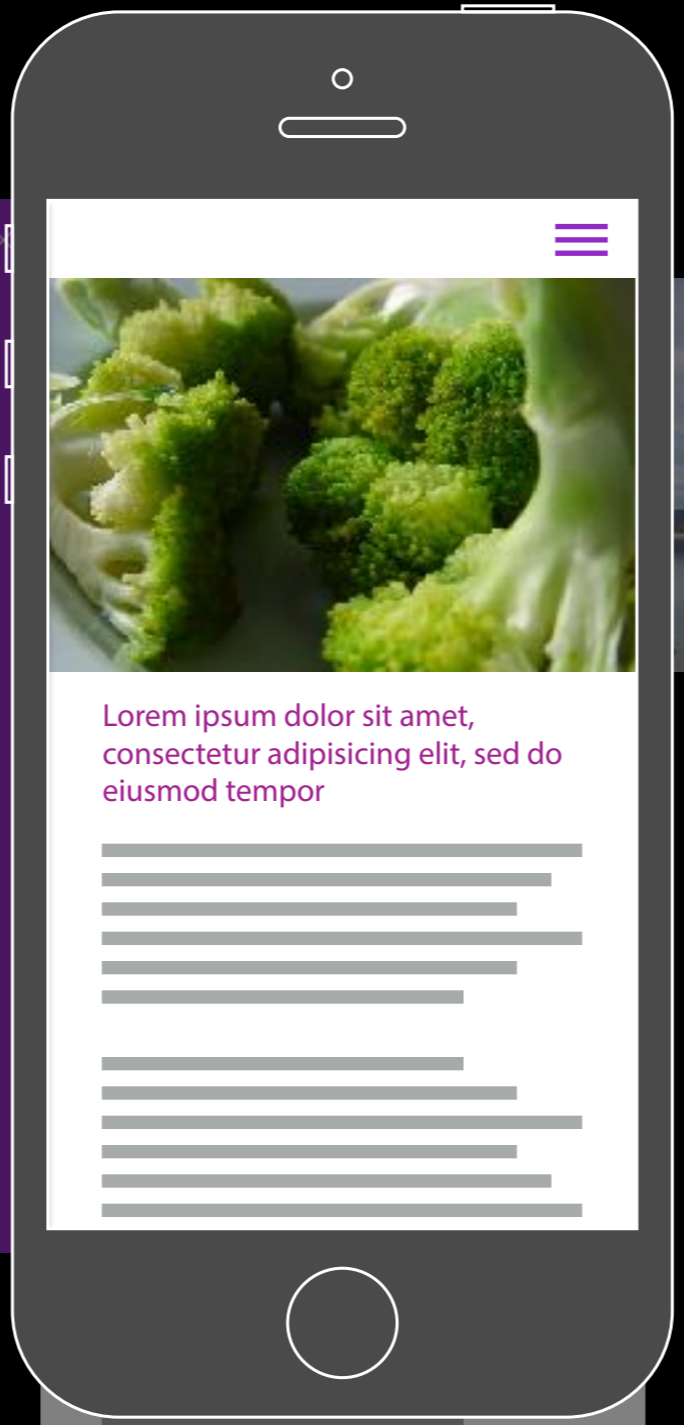 Lorem ipsum dolor sit amet,
consectetur adipisicing elit, sed do
eiusmod tempor